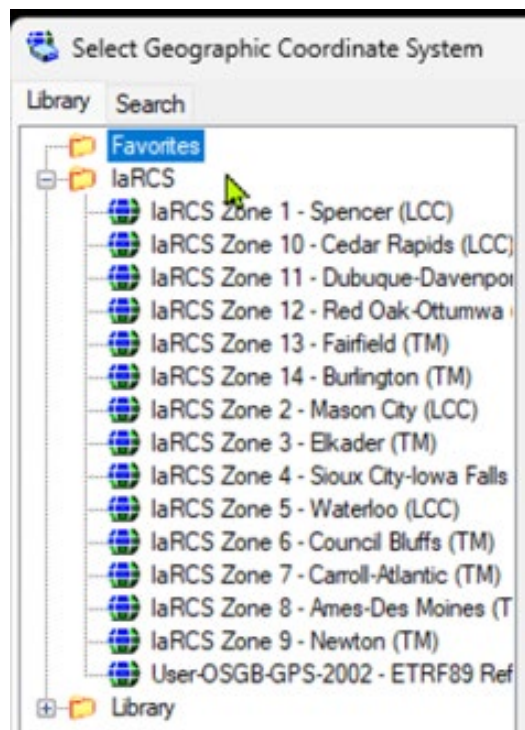 Select Geographic Coordinate System
Library Search
Favorites
IaRCS
IaRCS Zone 1 - Spencer (LCC)
IaRCS Zone 10 - Cedar Rapids (LCC)
IaRCS Zone 11 - Dubuque-Davenpor
IaRCS Zone 12 - Red Oak-Ottumwa (
IaRCS Zone 13 - Fairfield (TM)
IaRCS Zone 14 - Burlington (TM)
IaRCS Zone 2 - Mason City (LCC)
IaRCS Zone 3 - Elkader (TM)
IaRCS Zone 4 - Sioux City-Iowa Falls
IaRCS Zone 5 - Waterloo (LCC)
IaRCS Zone 6 - Council Bluffs (TM)
IaRCS Zone 7 - Carroll-Atlantic (TM)
IaRCS Zone 8 - Ames-Des Moines (T
IaRCS Zone 9 - Newton (TM)
User-OSGB-GPS-2002 - ETRF89 Ref
Library